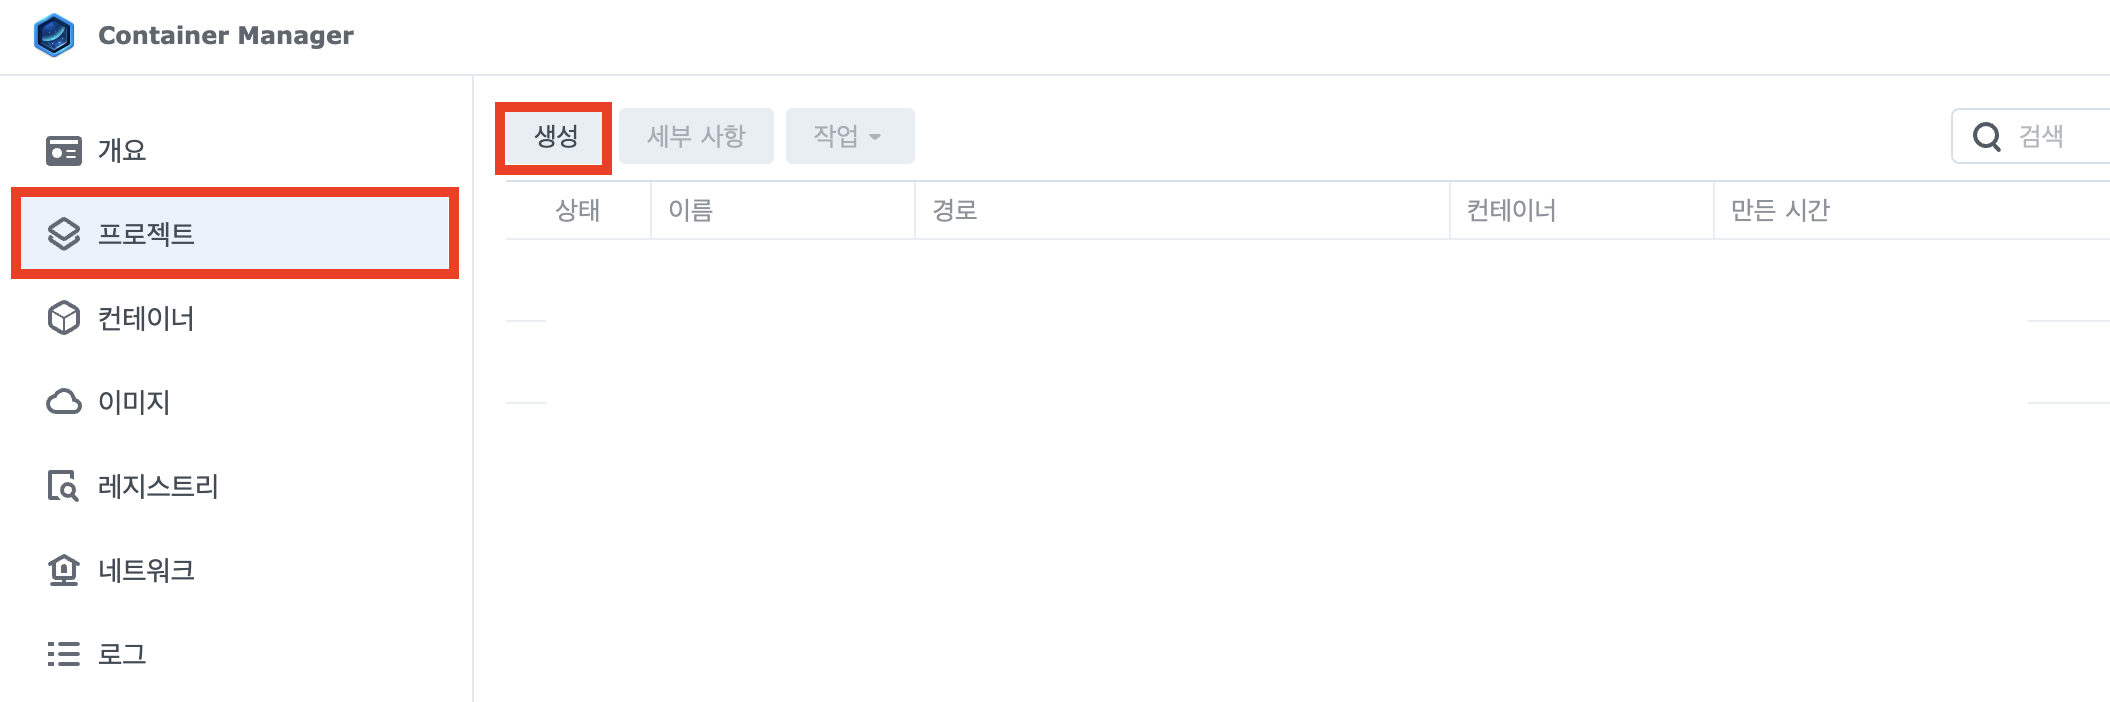 Container Manager
개요
프로젝트
컨테이너
이미지
레지스트리
네트워크
로그
생성 세부 사항 작업 검색
상태 이름 경로 컨테이너 만든 시간